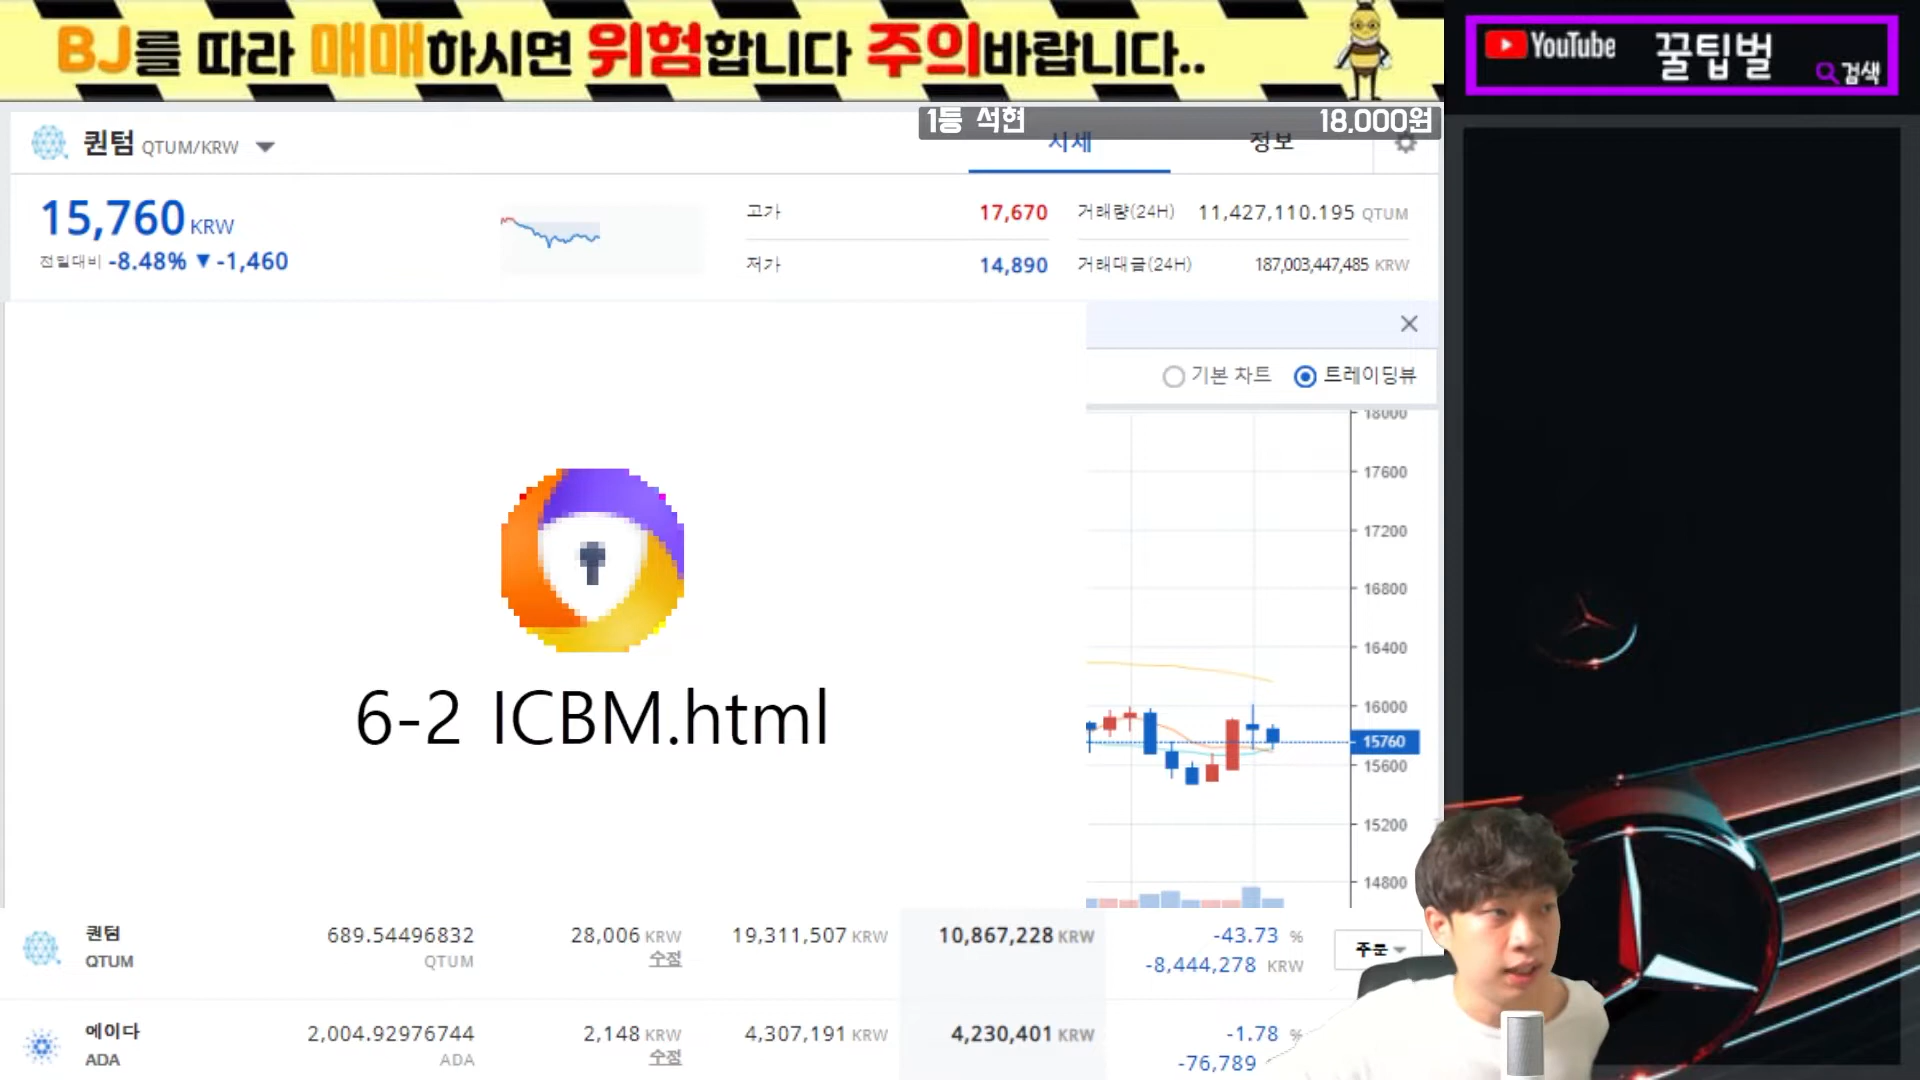 BJ를 따라 매매하시면 위험합니다 주의바랍니다..
YouTube 꿀팁벌 검색
1등 석현 18,000원
퀀텀 QTUM/KRW
시세 정보
15,760 KRW
전일대비 -8.48% ▼ -1,460
고가 17,670
저가 14,890
거래량(24H) 11,427,110.195 QTUM
거래대금(24H) 187,003,447,485 KRW
기본 차트 트레이딩뷰
6-2 ICBM.html
18000
17600
17200
16800
16400
16000
15760
15600
15200
14800
퀀텀
QTUM
689.54496832
QTUM
28,006 KRW
수정
19,311,507 KRW
10,867,228 KRW
-43.73 %
-8,444,278 KRW
주문
에이다
ADA
2,004.92976744
ADA
2,148 KRW
수정
4,307,191 KRW
4,230,401 KRW
-1.78 %
-76,789